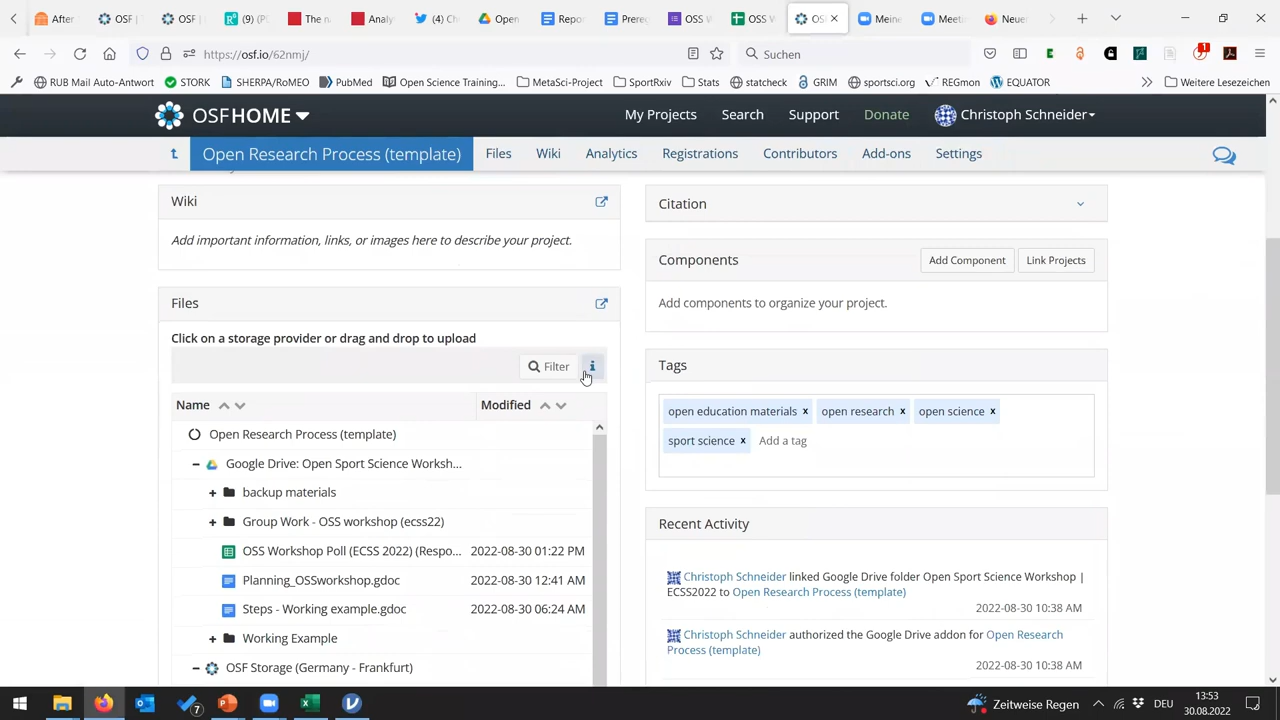 After
OSF | T
OSF | |
(9) (P
The na
Analy
(4) Ch
Open
Repor
Prereg
OSS W
OSS W
OS
Meine
Meeti
Neuer
https://osf.io/62nmj/
Suchen
1
RUB Mail Auto-Antwort
STORK
SHERPA/RoMEO
PubMed
Open Science Training...
MetaSci-Project
SportRxiv
Stats
statcheck
GRIM
sportsci.org
REGmon
EQUATOR
Weitere Lesezeichen
OSFHOME
My Projects
Search
Support
Donate
Christoph Schneider
Open Research Process (template)
Files
Wiki
Analytics
Registrations
Contributors
Add-ons
Settings
Wiki
Add important information, links, or images here to describe your project.
Files
Click on a storage provider or drag and drop to upload
Filter
i
Name
Modified
Open Research Process (template)
Google Drive: Open Sport Science Worksh...
backup materials
Group Work - OSS workshop (ecss22)
OSS Workshop Poll (ECSS 2022) (Respo... 2022-08-30 01:22 PM
Planning_OSSworkshop.gdoc 2022-08-30 12:41 AM
Steps - Working example.gdoc 2022-08-30 06:24 AM
Working Example
OSF Storage (Germany - Frankfurt)
Citation
Components
Add Component
Link Projects
Add components to organize your project.
Tags
open education materials x
open research x
open science x
sport science x
Add a tag
Recent Activity
Christoph Schneider linked Google Drive folder Open Sport Science Workshop |
ECSS2022 to Open Research Process (template)
2022-08-30 10:38 AM
Christoph Schneider authorized the Google Drive addon for Open Research
Process (template)
2022-08-30 10:38 AM
7
Zeitweise Regen
DEU
13:53
30.08.2022